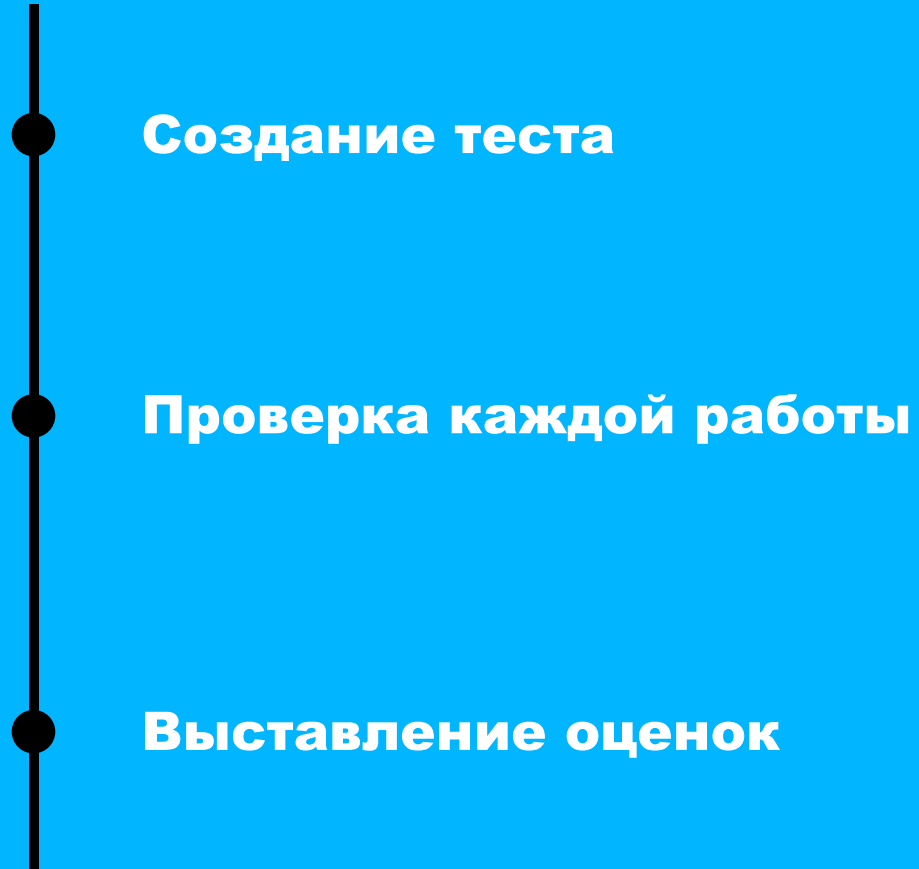 Создание теста
Проверка каждой работы
Выставление оценок